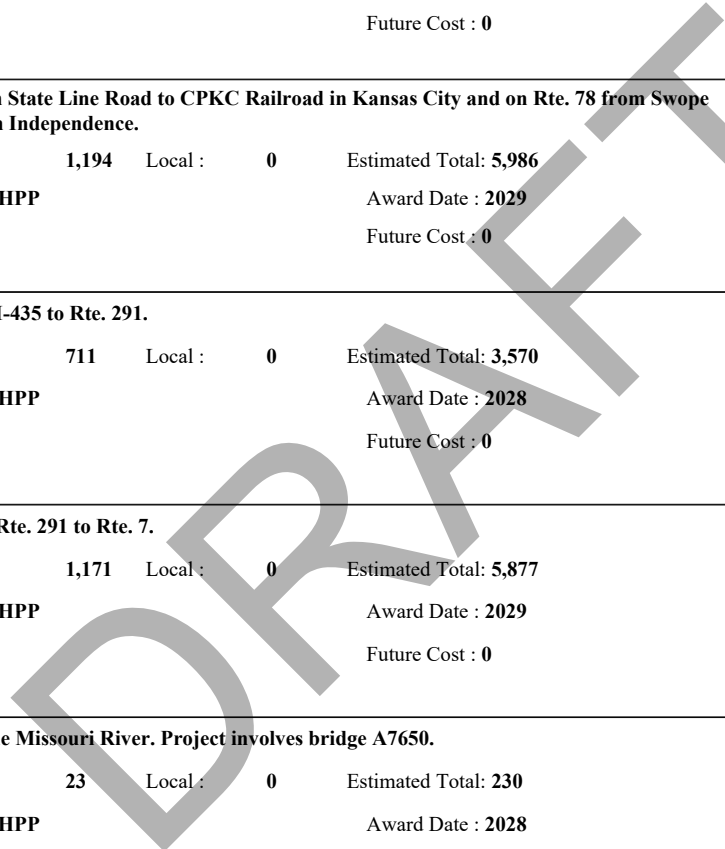 Future Cost : 0
State Line Road to CPKC Railroad in Kansas City and on Rte. 78 from Swope
Independence.
1,194 Local : 0 Estimated Total: 5,986
HPP Award Date : 2029
Future Cost : 0
I-435 to Rte. 291.
711 Local : 0 Estimated Total: 3,570
HPP Award Date : 2028
Future Cost : 0
Rte. 291 to Rte. 7.
1,171 Local : 0 Estimated Total: 5,877
HPP Award Date : 2029
Future Cost : 0
e Missouri River. Project involves bridge A7650.
23 Local : 0 Estimated Total: 230
HPP Award Date : 2028
DRAFT